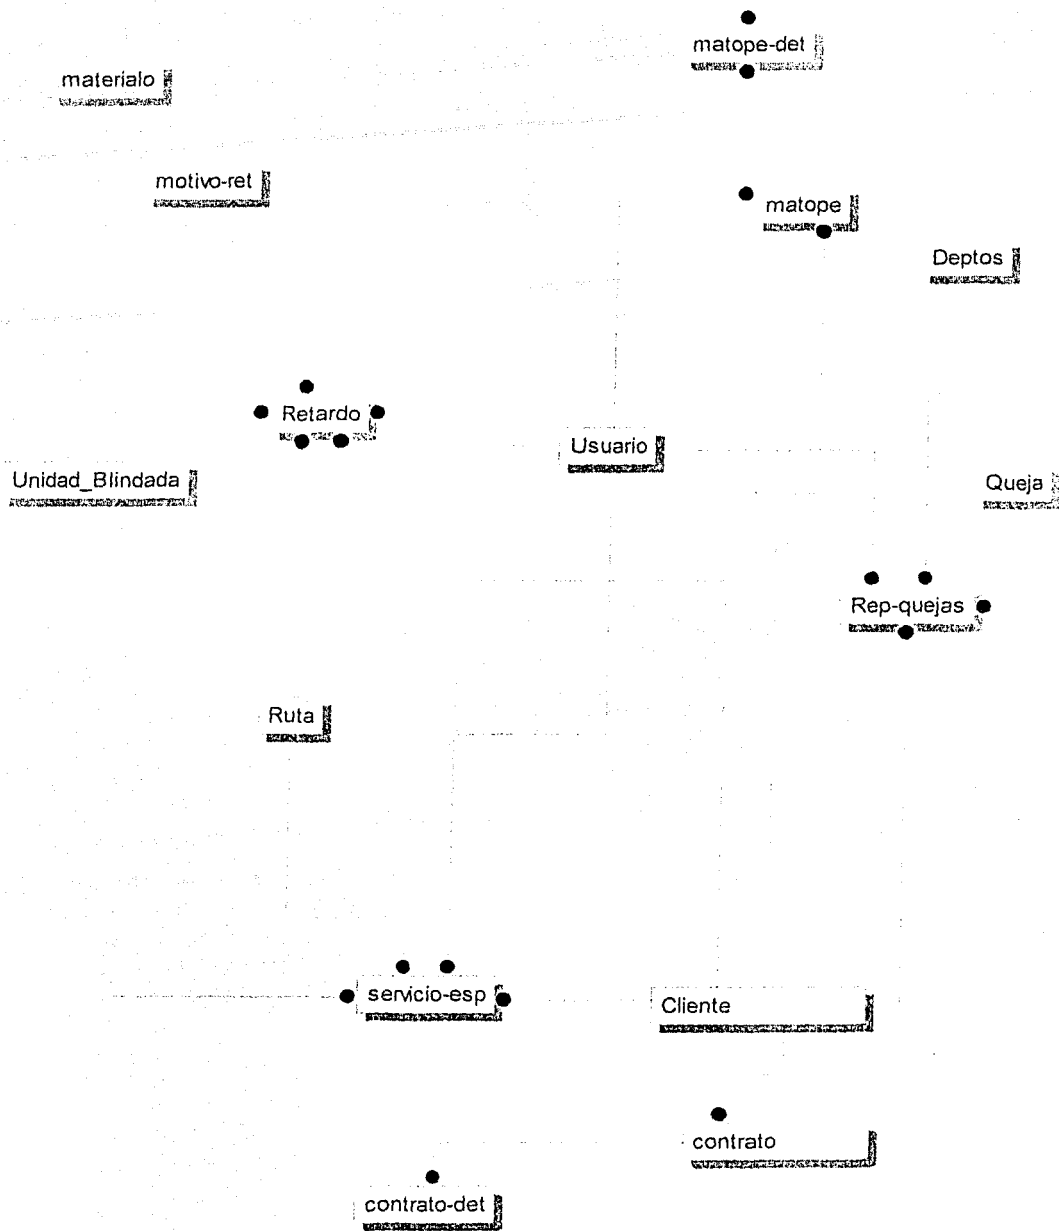 matope-det
materialo
motivo-ret
matope
Deptos
Retardo
Usuario
Unidad_Blindada
Queja
Rep-quejas
Ruta
servicio-esp
Cliente
contrato
contrato-det